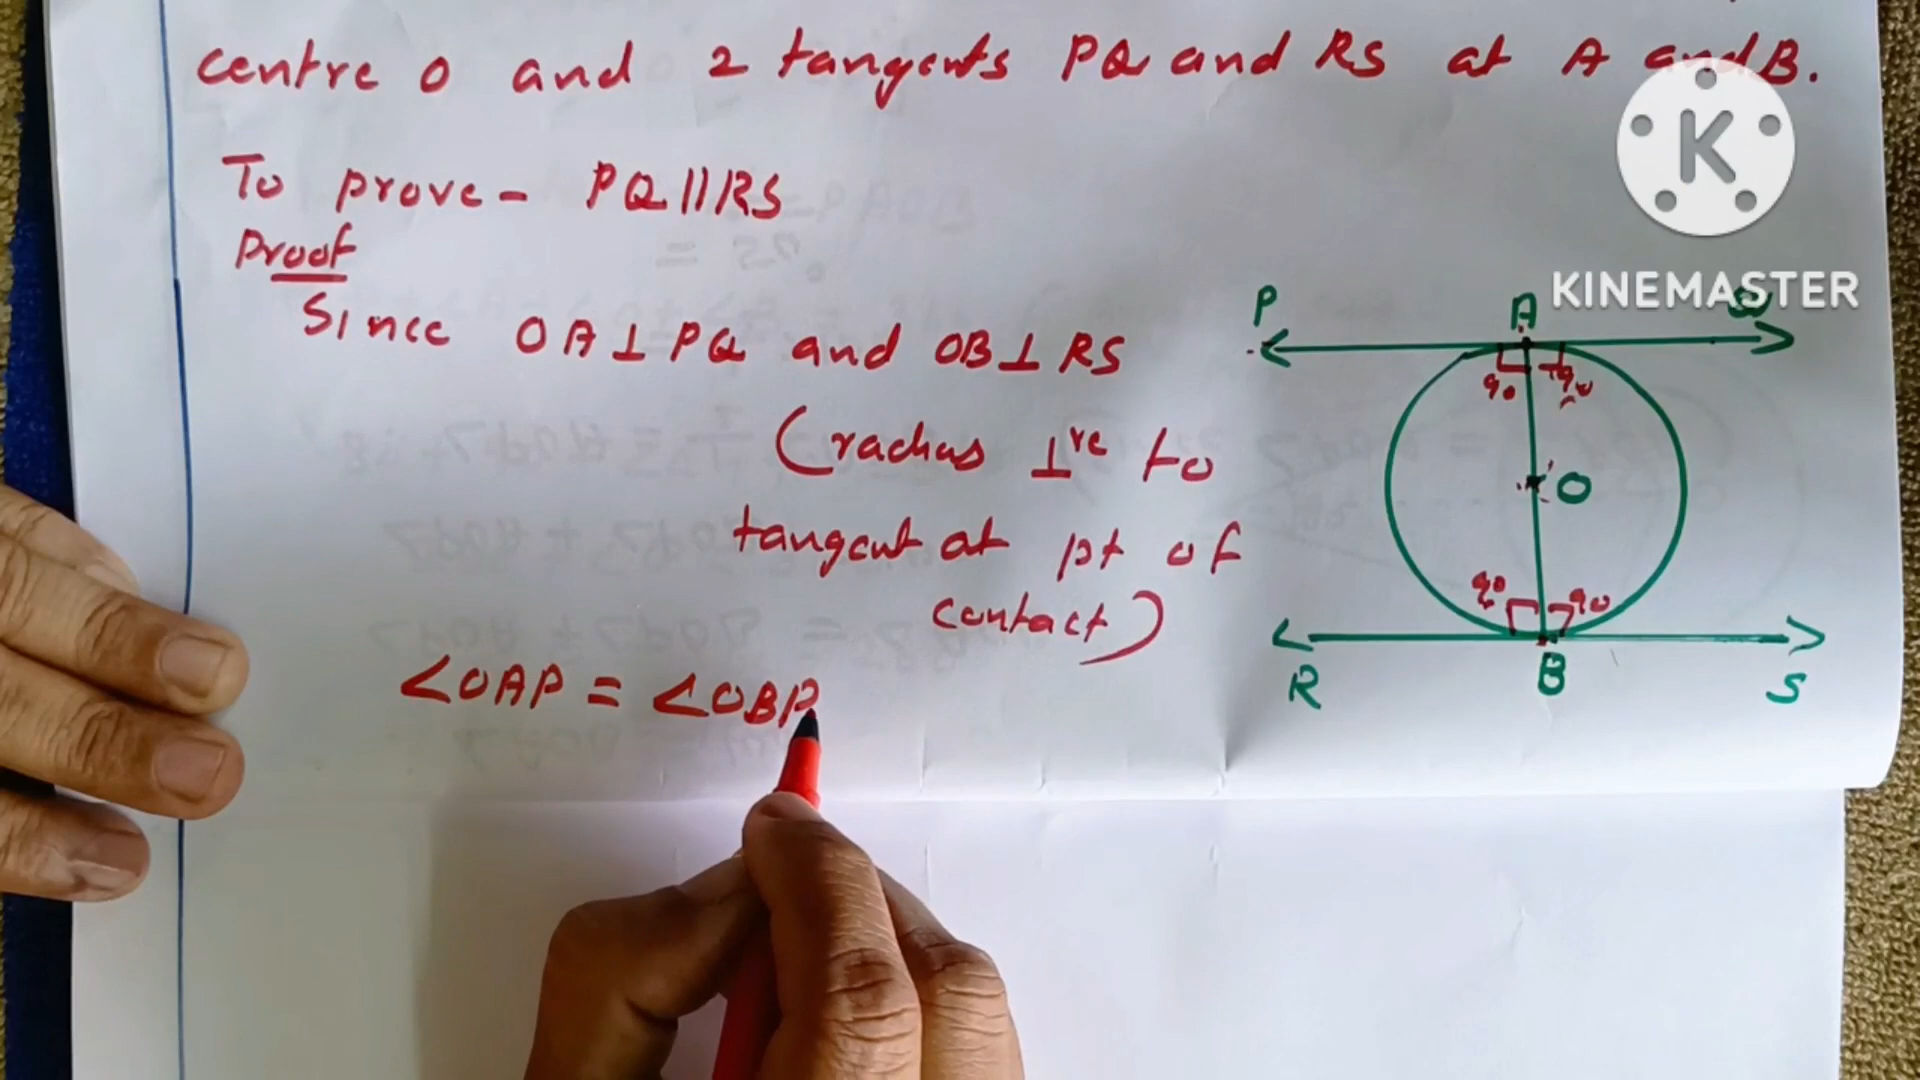 centre O and 2 tangents PQ and RS at A and B.
To prove - PQ || RS
Proof
Since OA ⊥ PQ and OB ⊥ RS
(radius ⊥re to
tangent at pt of
contact)
∠OAP = ∠OBP
K
KINEMASTER
P A Q
90 90
O
90 90
R B S